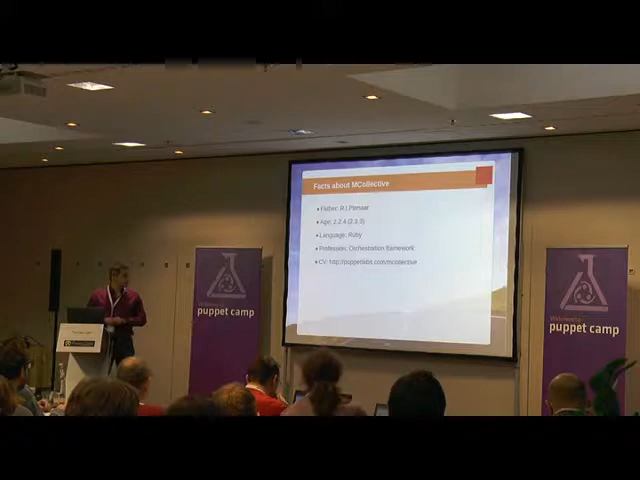 Facts about MCollective
Father: R.I.Pienaar
Age: 2.2.4 (2.3.3)
Language: Ruby
Profession: Orchestration framework
CV: http://puppetlabs.com/mcollective
puppet camp
puppet camp